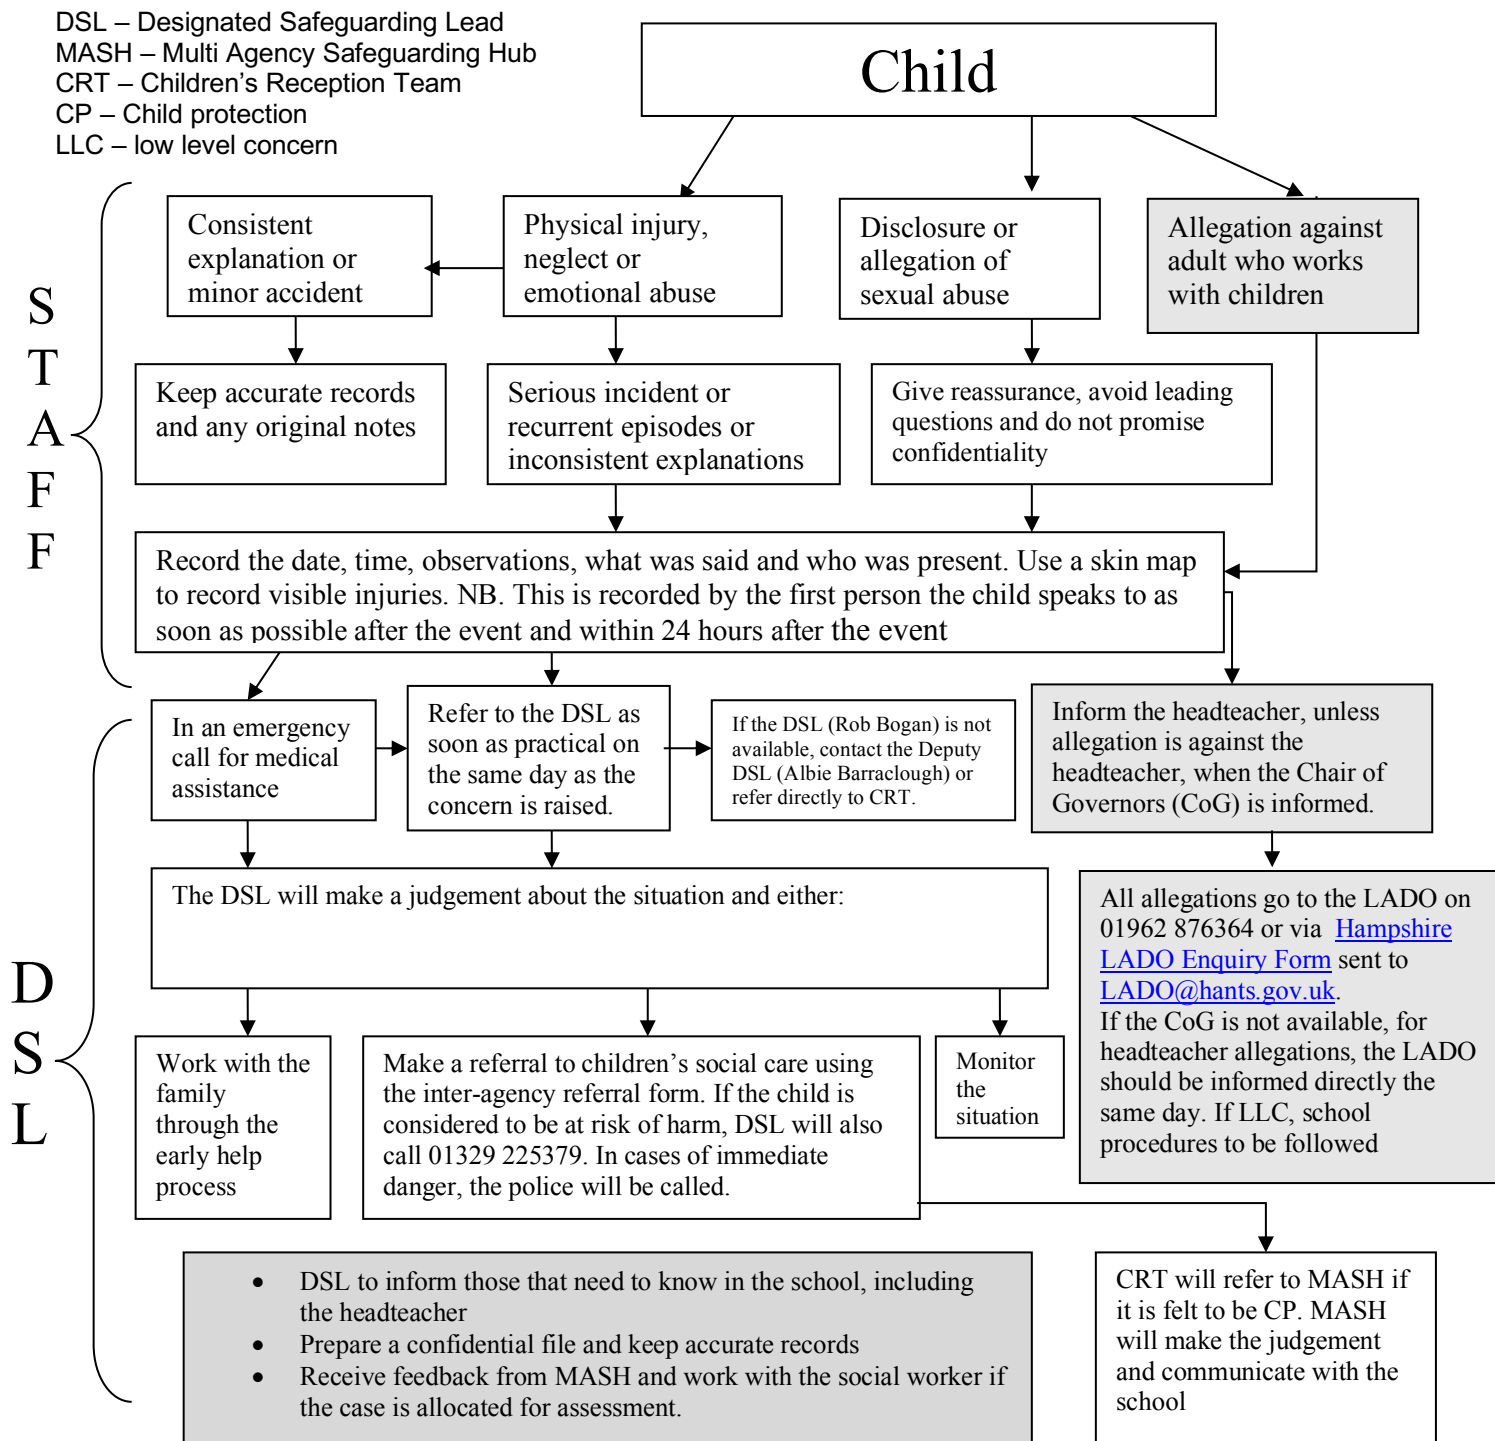 DSL – Designated Safeguarding Lead
MASH – Multi Agency Safeguarding Hub
CRT – Children's Reception Team
CP – Child protection
LLC – low level concern
Child
S
T
A
F
F
Consistent
explanation or
minor accident
Physical injury,
neglect or
emotional abuse
Disclosure or
allegation of
sexual abuse
Allegation against
adult who works
with children
Keep accurate records
and any original notes
Serious incident or
recurrent episodes or
inconsistent explanations
Give reassurance, avoid leading
questions and do not promise
confidentiality
Record the date, time, observations, what was said and who was present. Use a skin map
to record visible injuries. NB. This is recorded by the first person the child speaks to as
soon as possible after the event and within 24 hours after the event
D
S
L
In an emergency
call for medical
assistance
Refer to the DSL as
soon as practical on
the same day as the
concern is raised.
If the DSL (Rob Bogan) is not
available, contact the Deputy
DSL (Albie Barraclough) or
refer directly to CRT.
Inform the headteacher, unless
allegation is against the
headteacher, when the Chair of
Governors (CoG) is informed.
The DSL will make a judgement about the situation and either:
All allegations go to the LADO on
01962 876364 or via Hampshire
LADO Enquiry Form sent to
LADO@hants.gov.uk.
If the CoG is not available, for
headteacher allegations, the LADO
should be informed directly the
same day. If LLC, school
procedures to be followed
Work with the
family
through the
early help
process
Make a referral to children's social care using
the inter-agency referral form. If the child is
considered to be at risk of harm, DSL will also
call 01329 225379. In cases of immediate
danger, the police will be called.
Monitor
the
situation
• DSL to inform those that need to know in the school, including
the headteacher
• Prepare a confidential file and keep accurate records
• Receive feedback from MASH and work with the social worker if
the case is allocated for assessment.
CRT will refer to MASH if
it is felt to be CP. MASH
will make the judgement
and communicate with the
school